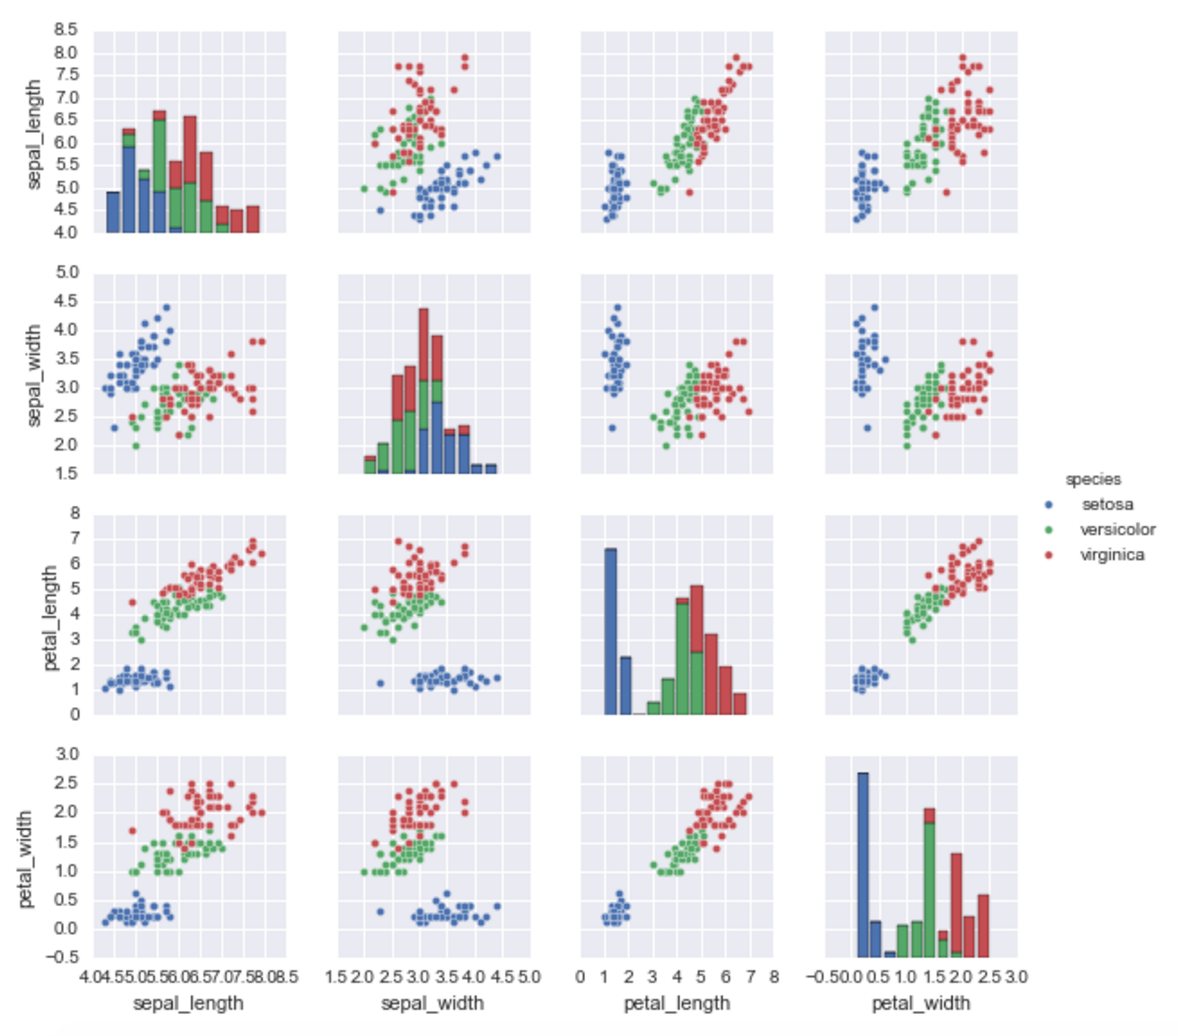 8.5
8.0
7.5
7.0
6.5
6.0
5.5
5.0
4.5
4.0
sepal_length
5.0
4.5
4.0
3.5
3.0
2.5
2.0
1.5
sepal_width
species
setosa
versicolor
virginica
8
7
6
5
4
3
2
1
0
petal_length
3.0
2.5
2.0
1.5
1.0
0.5
0.0
−0.5
petal_width
4.04.55.05.56.06.57.07.58.08.5
sepal_length
1.5 2.0 2.5 3.0 3.5 4.0 4.5 5.0
sepal_width
0 1 2 3 4 5 6 7 8
petal_length
−0.50.0 0.5 1.0 1.5 2.0 2.5 3.0
petal_width